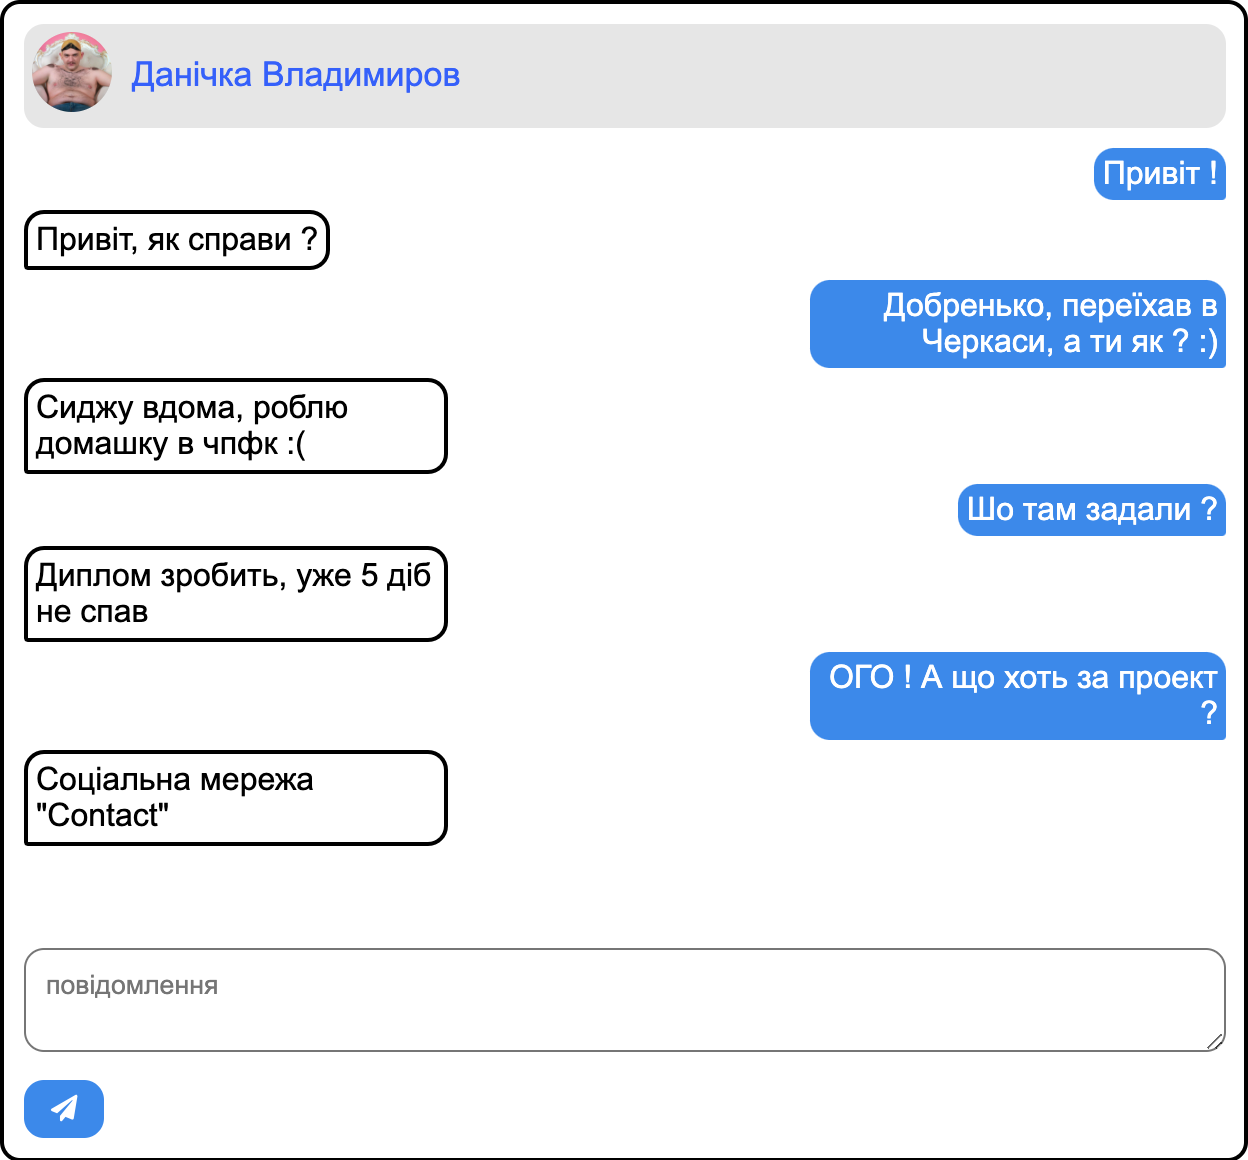 Данічка Владимиров
Привіт !
Привіт, як справи ?
Добренько, переїхав в
Черкаси, а ти як ? :)
Сиджу вдома, роблю
домашку в чпфк :(
Шо там задали ?
Диплом зробить, уже 5 діб
не спав
ОГО ! А що хоть за проект
?
Соціальна мережа
"Contact"
повідомлення